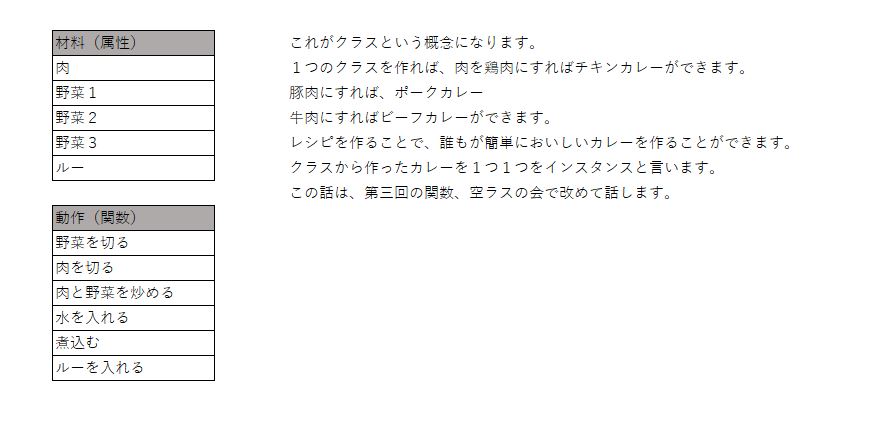 材料（属性）
肉
野菜１
野菜２
野菜３
ルー
動作（関数）
野菜を切る
肉を切る
肉と野菜を炒める
水を入れる
煮込む
ルーを入れる
これがクラスという概念になります。
１つのクラスを作れば、肉を鶏肉にすればチキンカレーができます。
豚肉にすれば、ポークカレー
牛肉にすればビーフカレーができます。
レシピを作ることで、誰もが簡単においしいカレーを作ることができます。
クラスから作ったカレーを１つ１つをインスタンスと言います。
この話は、第三回の関数、空ラスの会で改めて話します。